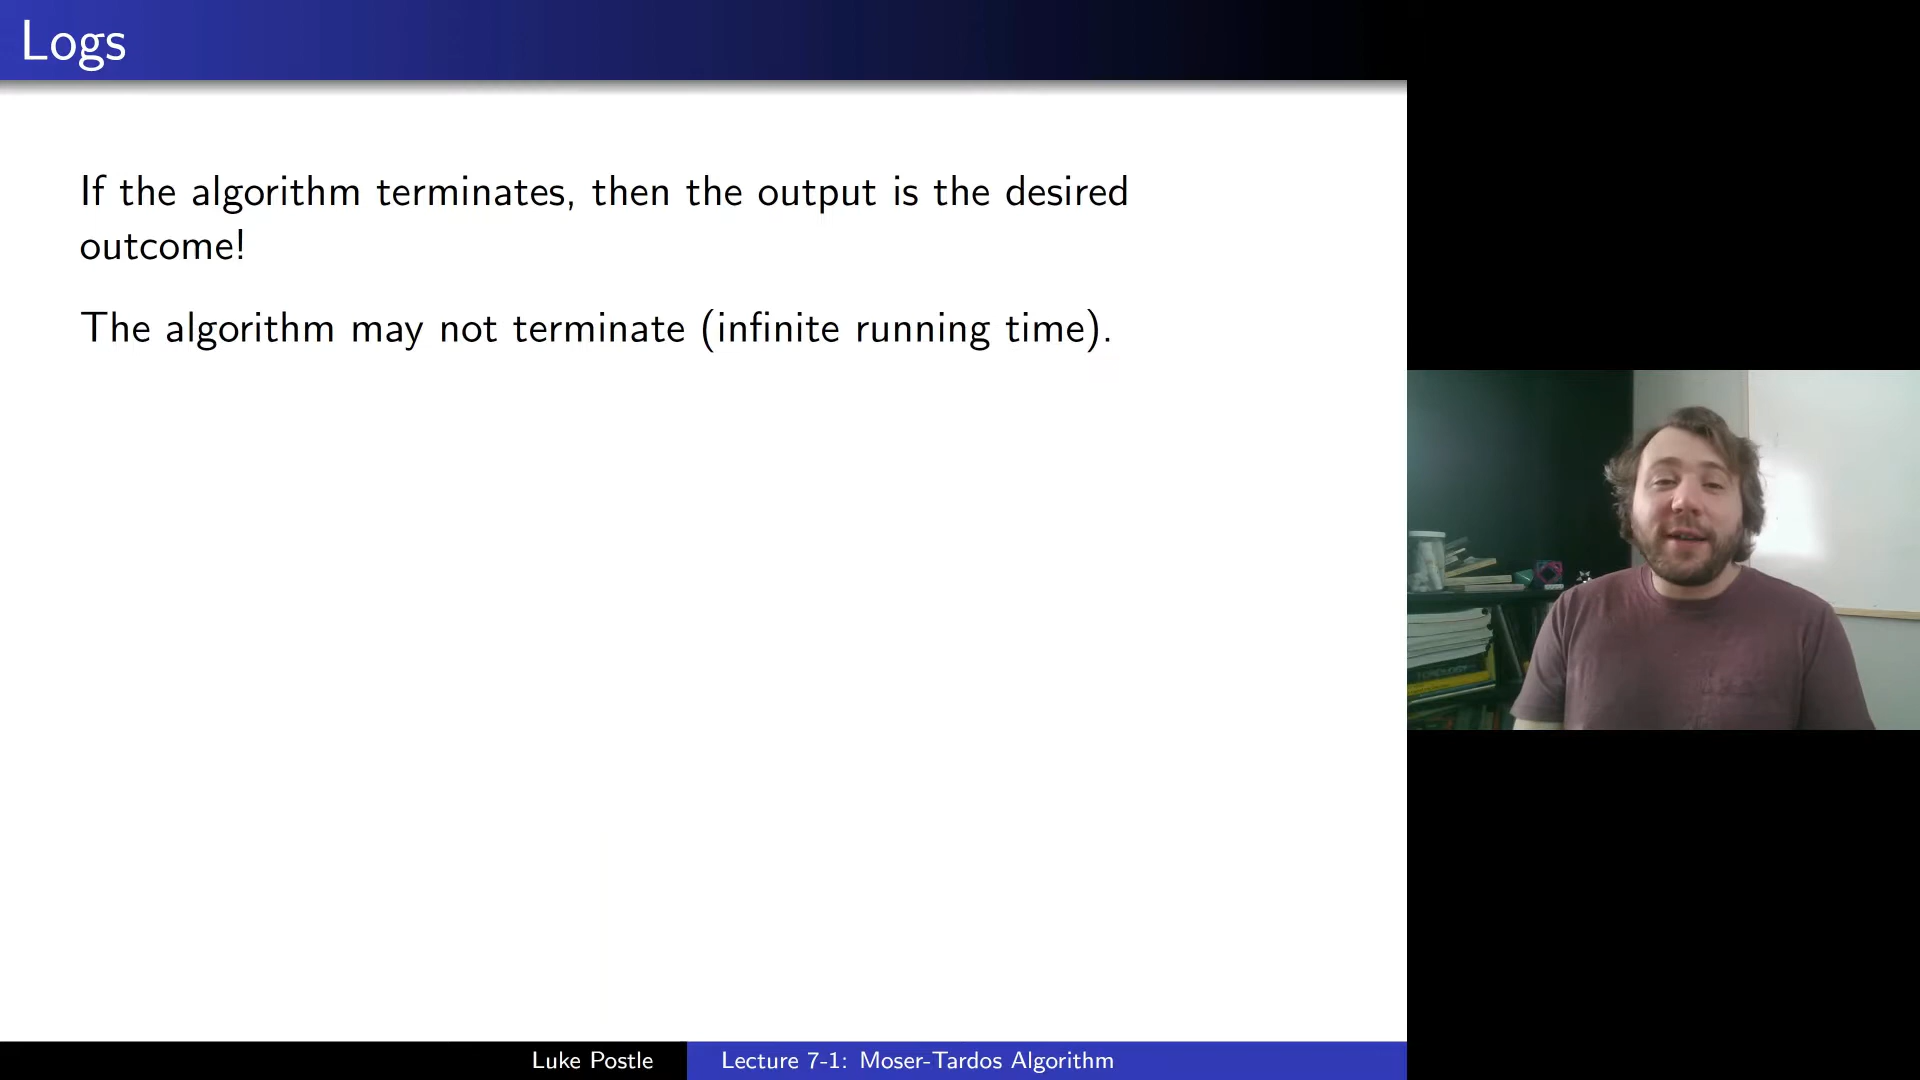 Logs
If the algorithm terminates, then the output is the desired
outcome!
The algorithm may not terminate (infinite running time).
Luke Postle
Lecture 7-1: Moser-Tardos Algorithm